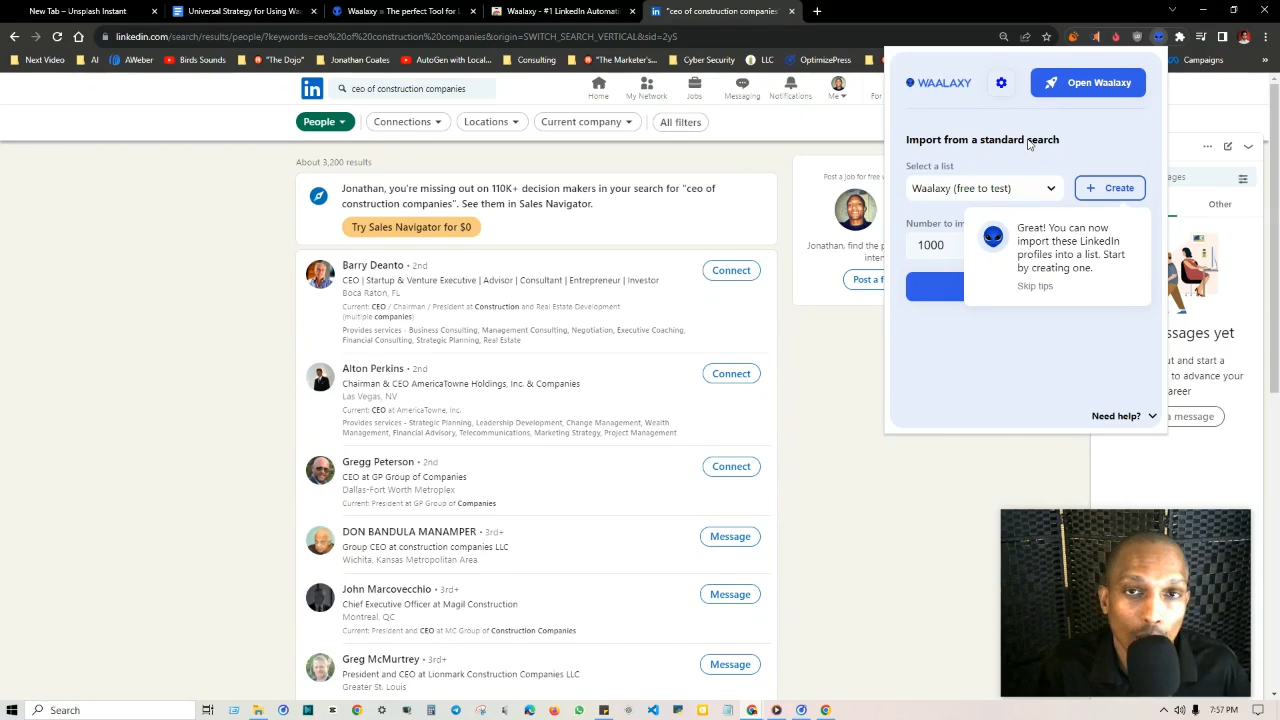 New Tab – Unhurry Instant
Universal Strategy for Using Wa
Waalaxy = The perfect Tool for L
Waalaxy - #1 LinkedIn Automati
"ceo of construction companies"
linkedin.com/search/results/people/?keywords=ceo%20of%20construction%20companies&origin=SWITCH_SEARCH_VERTICAL&sid=2yS
Next Video
AI
AWeber
Birds Sounds
"The Dojo"
Jonathan Coates
AutoGen with Local...
Consulting
"The Marketer's...
Cyber Security
LLC
OptimizePress
Campaigns
ceo of construction companies
Home
My Network
Jobs
Messaging
Notifications
Me
For
People
Connections
Locations
Current company
All filters
About 3,200 results
Jonathan, you're missing out on 110K+ decision makers in your search for "ceo of
construction companies". See them in Sales Navigator.
Try Sales Navigator for $0
Barry Deanto • 2nd
CEO | Startup & Venture Executive | Advisor | Consultant | Entrepreneur | Investor
Boca Raton, FL
Current: CEO / Chairman / President at Construction and Real Estate Development
(multiple companies)
Provides services - Business Consulting, Management Consulting, Negotiation, Executive Coaching,
Financial Consulting, Strategic Planning, Real Estate
Connect
Alton Perkins • 2nd
Chairman & CEO AmericaTowne Holdings, Inc. & Companies
Las Vegas, NV
Current: CEO at AmericaTowne, Inc.
Provides services - Strategic Planning, Leadership Development, Change Management, Wealth
Management, Financial Advisory, Telecommunications, Marketing Strategy, Project Management
Connect
Gregg Peterson • 2nd
CEO at GP Group of Companies
Dallas-Fort Worth Metroplex
Current: President at GP Group of Companies
Connect
DON BANDULA MANAMPER • 3rd+
Group CEO at construction companies LLC
Wichita, Kansas Metropolitan Area
Message
John Marcovecchio • 3rd+
Chief Executive Officer at Magil Construction
Montreal, QC
Current: President and CEO at MC Group of Construction Companies
Message
Greg McMurtrey • 3rd+
President and CEO at Lionmark Construction Companies LLC
Greater St. Louis
Message
Post a Job for free
Jonathan, find the p
inter
Post a f
WAALAXY
Open Waalaxy
Import from a standard search
Select a list
Waalaxy (free to test)
Create
Number to im
1000
Great! You can now
import these LinkedIn
profiles into a list. Start
by creating one.
Skip tips
Need help?
ages
Other
ssages yet
ut and start a
to advance your
areer
a message
Search
7:57 PM